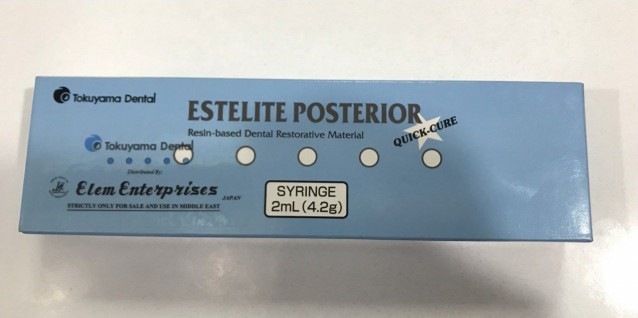 Tokuyama Dental
ESTELITE POSTERIOR
QUICK-CURE
Resin-based Dental Restorative Material
Tokuyama Dental
Distributed By:
Elem Enterprises JAPAN
STRICTLY ONLY FOR SALE AND USE IN MIDDLE EAST
SYRINGE
2mL (4.2g)